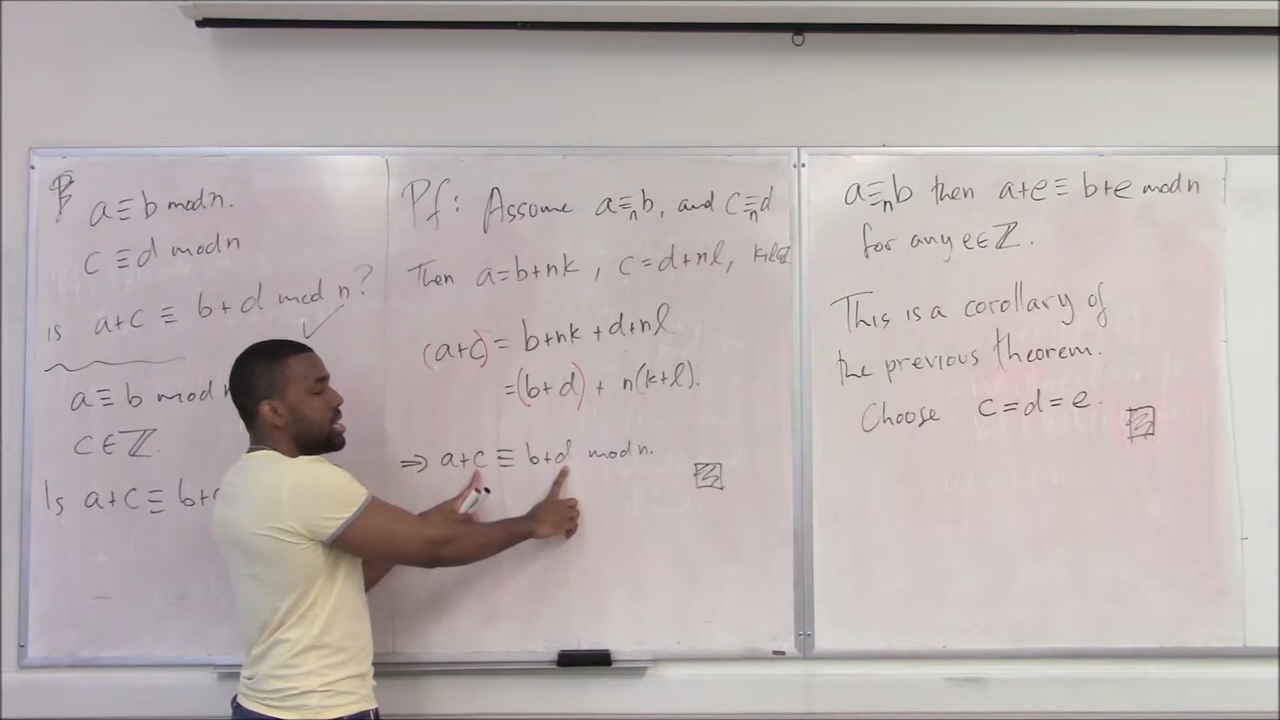 a ≡ b mod n.
c ≡ d mod n
is a+c ≡ b+d mod n?
a ≡ b mod
c ∈ ℤ.
Is a+c ≡ b+
Pf: Assume a ≡ₙ b, and c ≡ₙ d
Then a = b+nk, c = d+nl, k,l∈ℤ
(a+c) = b+nk + d+nl
= (b+d) + n(k+l).
⇒ a+c ≡ b+d mod n.
a ≡ₙ b then a+e ≡ b+e mod n
for any e ∈ ℤ.
This is a corollary of
the previous theorem.
Choose c = d = e.